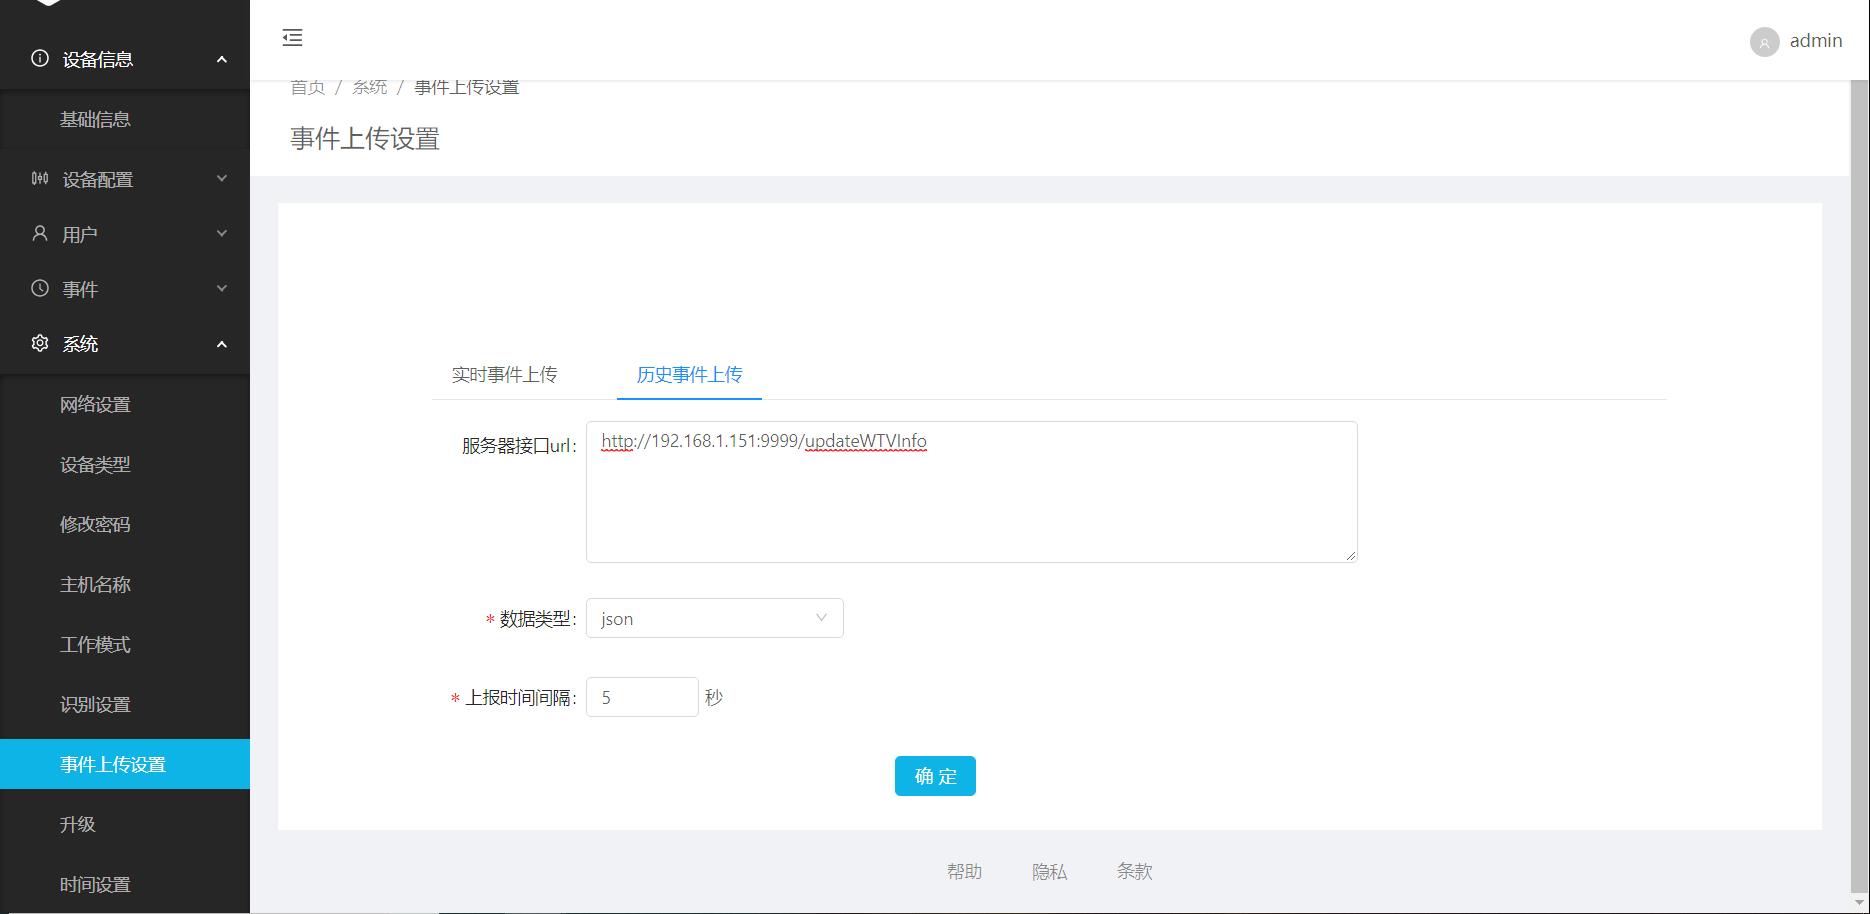 设备信息
基础信息
设备配置
用户
事件
系统
网络设置
设备类型
修改密码
主机名称
工作模式
识别设置
事件上传设置
升级
时间设置
admin
首页 / 系统 / 事件上传设置
事件上传设置
实时事件上传 历史事件上传
服务器接口url: http://192.168.1.151:9999/updateWTVInfo
* 数据类型: json
* 上报时间间隔: 5 秒
确 定
帮助 隐私 条款